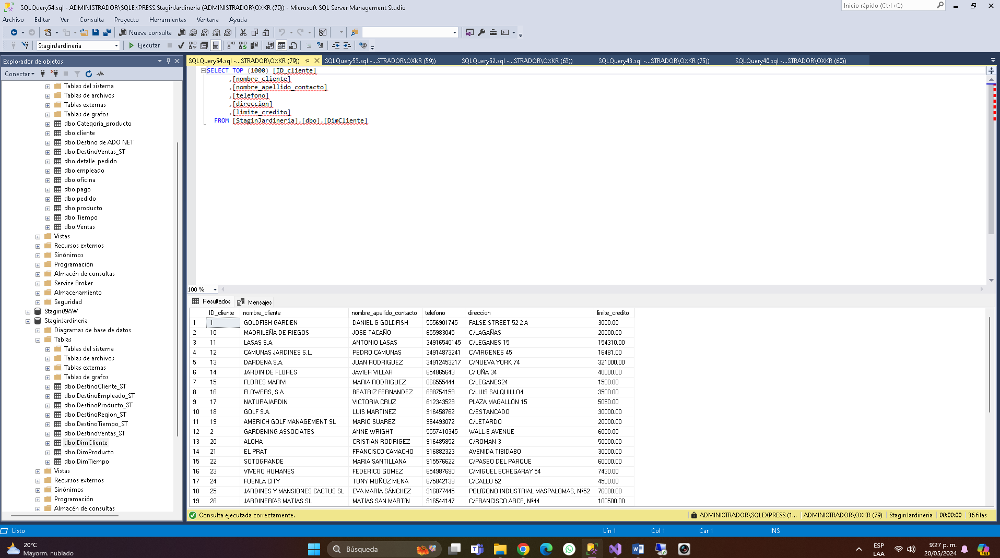 SQLQuery54.sql - ADMINISTRADOR\SQLEXPRESS.StaginJardineria (ADMINISTRADOR\OXKR (79)) - Microsoft SQL Server Management Studio
Inicio rápido (Ctrl+Q)
Archivo Editar Ver Consulta Proyecto Herramientas Ventana Ayuda
Nueva consulta MDX DMX XMLA DAX
StaginJardineria Ejecutar
Explorador de objetos
Conectar
Tablas del sistema
Tablas de archivos
Tablas externas
Tablas de grafos
dbo.Categoria_producto
dbo.cliente
dbo.Destino de ADO NET
dbo.DestinoVentas_ST
dbo.detalle_pedido
dbo.empleado
dbo.oficina
dbo.pago
dbo.pedido
dbo.producto
dbo.Tiempo
dbo.Ventas
Vistas
Recursos externos
Sinónimos
Programación
Almacén de consultas
Service Broker
Almacenamiento
Seguridad
Stagin09AW
StaginJardineria
Diagramas de base de datos
Tablas
Tablas del sistema
Tablas de archivos
Tablas externas
Tablas de grafos
dbo.DestinoCliente_ST
dbo.DestinoEmpleado_ST
dbo.DestinoProducto_ST
dbo.DestinoRegion_ST
dbo.DestinoTiempo_ST
dbo.DestinoVentas_ST
dbo.DimCliente
dbo.DimProducto
dbo.DimTiempo
Vistas
Recursos externos
Sinónimos
Programación
Almacén de consultas
SQLQuery54.sql -...STRADOR\OXKR (79)) SQLQuery53.sql -...STRADOR\OXKR (59)) SQLQuery52.sql -...STRADOR\OXKR (63)) SQLQuery43.sql -...STRADOR\OXKR (75)) SQLQuery40.sql -...STRADOR\OXKR (60))
SELECT TOP (1000) [ID_cliente]
,[nombre_cliente]
,[nombre_apellido_contacto]
,[telefono]
,[direccion]
,[limite_credito]
FROM [StaginJardineria].[dbo].[DimCliente]
100 %
Resultados Mensajes
ID_cliente nombre_cliente nombre_apellido_contacto telefono direccion limite_credito
1 1 GOLDFISH GARDEN DANIEL G GOLDFISH 5556901745 FALSE STREET 52 2 A 3000.00
2 10 MADRILEÑA DE RIEGOS JOSE TACAÑO 655983045 C/LAGAÑAS 20000.00
3 11 LASAS S.A. ANTONIO LASAS 34916540145 C/LEGANES 15 154310.00
4 12 CAMUNAS JARDINES S.L. PEDRO CAMUNAS 34914873241 C/VIRGENES 45 16481.00
5 13 DARDENA S.A. JUAN RODRIGUEZ 34912453217 C/NUEVA YORK 74 321000.00
6 14 JARDIN DE FLORES JAVIER VILLAR 654865643 C/ OÑA 34 40000.00
7 15 FLORES MARIVI MARIA RODRIGUEZ 666555444 C/LEGANES24 1500.00
8 16 FLOWERS, S.A BEATRIZ FERNANDEZ 698754159 C/LUIS SALQUILLO4 3500.00
9 17 NATURAJARDIN VICTORIA CRUZ 612343529 PLAZA MAGALLÓN 15 5050.00
10 18 GOLF S.A. LUIS MARTINEZ 916458762 C/ESTANCADO 30000.00
11 19 AMERICH GOLF MANAGEMENT SL MARIO SUAREZ 964493072 C/LETARDO 20000.00
12 2 GARDENING ASSOCIATES ANNE WRIGHT 5557410345 WALL-E AVENUE 6000.00
13 20 ALOHA CRISTIAN RODRIGEZ 916485852 C/ROMAN 3 50000.00
14 21 EL PRAT FRANCISCO CAMACHO 916882323 AVENIDA TIBIDABO 30000.00
15 22 SOTOGRANDE MARIA SANTILLANA 915576622 C/PASEO DEL PARQUE 60000.00
16 23 VIVERO HUMANES FEDERICO GOMEZ 654987690 C/MIGUEL ECHEGARAY 54 7430.00
17 24 FUENLA CITY TONY MUÑOZ MENA 675842139 C/CALLO 52 4500.00
18 25 JARDINES Y MANSIONES CACTUS SL EVA MARÍA SÁNCHEZ 916877445 POLÍGONO INDUSTRIAL MASPALOMAS, Nº52 76000.00
19 26 JARDINERÍAS MATÍAS SL MATÍAS SAN MARTÍN 916544147 C/FRANCISCO ARCE, Nº44 100500.00
Consulta ejecutada correctamente. ADMINISTRADOR\SQLEXPRESS (1... ADMINISTRADOR\OXKR (79) StaginJardineria 00:00:00 36 filas
Listo Lín 1 Col 1 Car 1 INS
20°C
Mayorm. nublado
Búsqueda
ESP
LAA
9:27 p. m.
20/05/2024
PRE